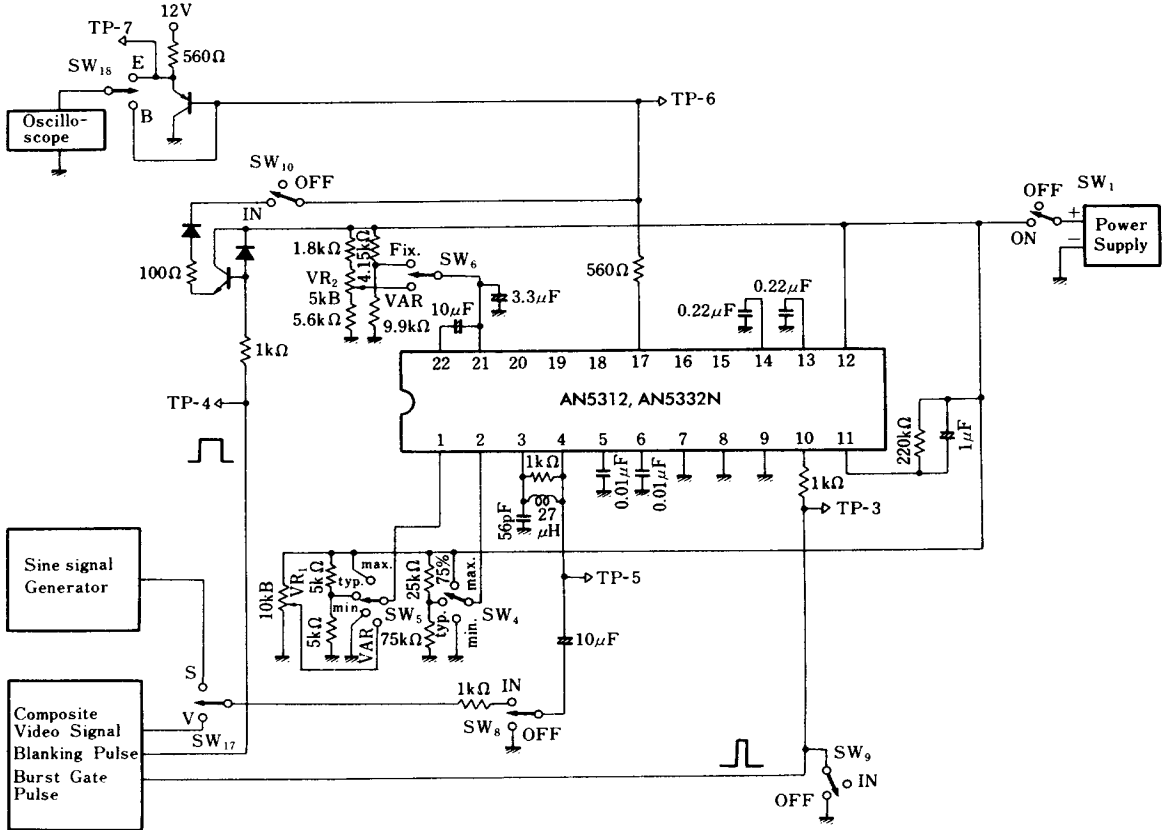 12V
TP-7
560Ω
SW18
E
B
Oscillo-
scope
TP-6
SW10
OFF
IN
OFF
SW1
ON
+
−
Power
Supply
100Ω
1.8kΩ
4.15kΩ
Fix.
SW6
VR2
5kB
VAR
5.6kΩ
9.9kΩ
10μF
3.3μF
560Ω
0.22μF
0.22μF
1kΩ
TP-4
22 21 20 19 18 17 16 15 14 13 12
AN5312, AN5332N
1 2 3 4 5 6 7 8 9 10 11
220kΩ
1μF
1kΩ
27
μH
56pF
0.01μF
0.01μF
1kΩ
TP-3
Sine signal
Generator
10kB
VR1
5kΩ
5kΩ
max.
typ.
min.
VAR
SW5
25kΩ
75%
max.
typ.
min.
75kΩ
SW4
TP-5
10μF
S
V
SW17
1kΩ
IN
SW8
OFF
Composite
Video Signal
Blanking Pulse
Burst Gate
Pulse
SW9
IN
OFF